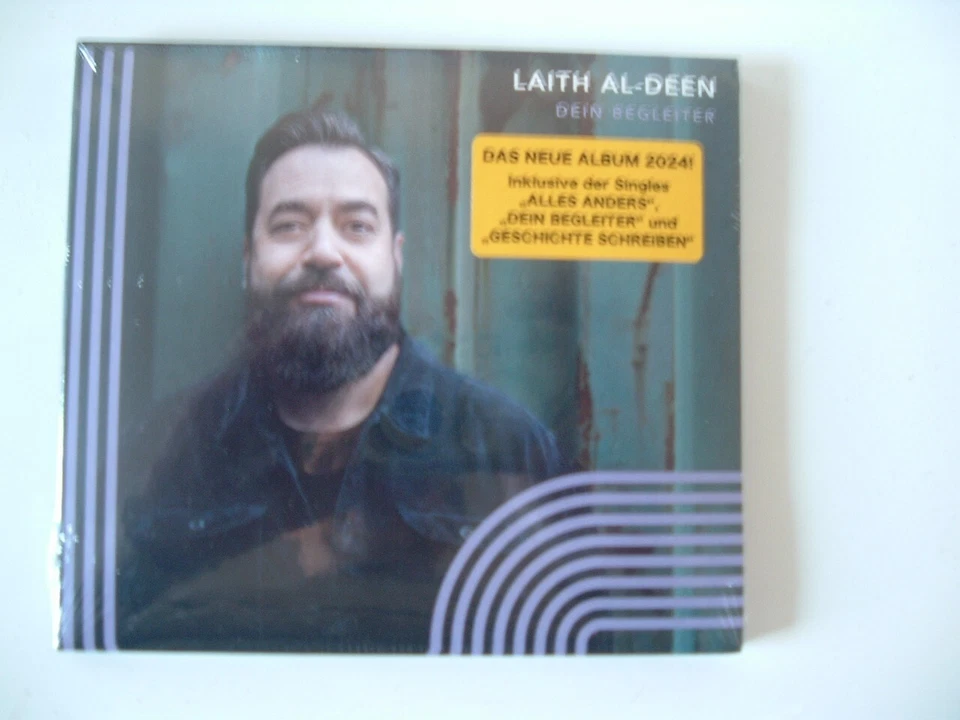 LAITH AL-DEEN
DEIN BEGLEITER
DAS NEUE ALBUM 2024!
Inklusive der Singles
„ALLES ANDERS“,
„DEIN BEGLEITER“ und
„GESCHICHTE SCHREIBEN“